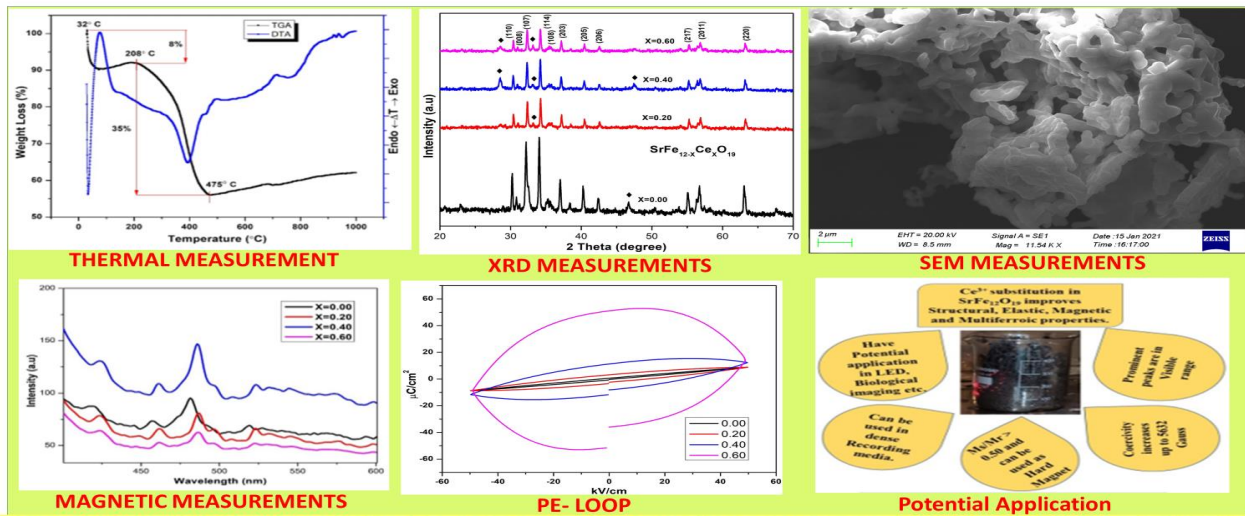 TGA
DTA
32° C
208° C
8%
35%
475° C
Weight Loss (%)
100
90
80
70
60
50
0 200 400 600 800 1000
Temperature (°C)
Endo ← ΔT → Exo
THERMAL MEASUREMENT
(110)
(008)
(107)
(114)
(108)
(203)
(205)
(206)
(217)
(2011)
(220)
X=0.60
X=0.40
X=0.20
SrFe12-XCeXO19
X=0.00
Intensity (a.u)
20 30 40 50 60 70
2 Theta (degree)
XRD MEASUREMENTS
2 µm
EHT = 20.00 kV
WD = 8.5 mm
Signal A = SE1
Mag = 11.54 K X
Date :15 Jan 2021
Time :16:17:00
ZEISS
SEM MEASUREMENTS
200
150
100
50
Intensity (a.u)
X=0.00
X=0.20
X=0.40
X=0.60
450 500 550 600
Wavelength (nm)
MAGNETIC MEASUREMENTS
60
40
20
0
-20
-40
-60
µC/cm2
0.00
0.20
0.40
0.60
-60 -40 -20 0 20 40 60
kV/cm
PE- LOOP
Ce3+ substitution in
SrFe12O19 improves
Structural, Elastic, Magnetic
and Multiferroic properties.
Have
Potential
application
in LED,
Biological
imaging etc.
Can be
used in
dense
Recording
media.
Ms/Mr >
0.50 and
can be
used as
Hard
Magnet
Coercivity
increases
up to 5632
Gauss
Prominent
peaks are in
Visible
range
Potential Application